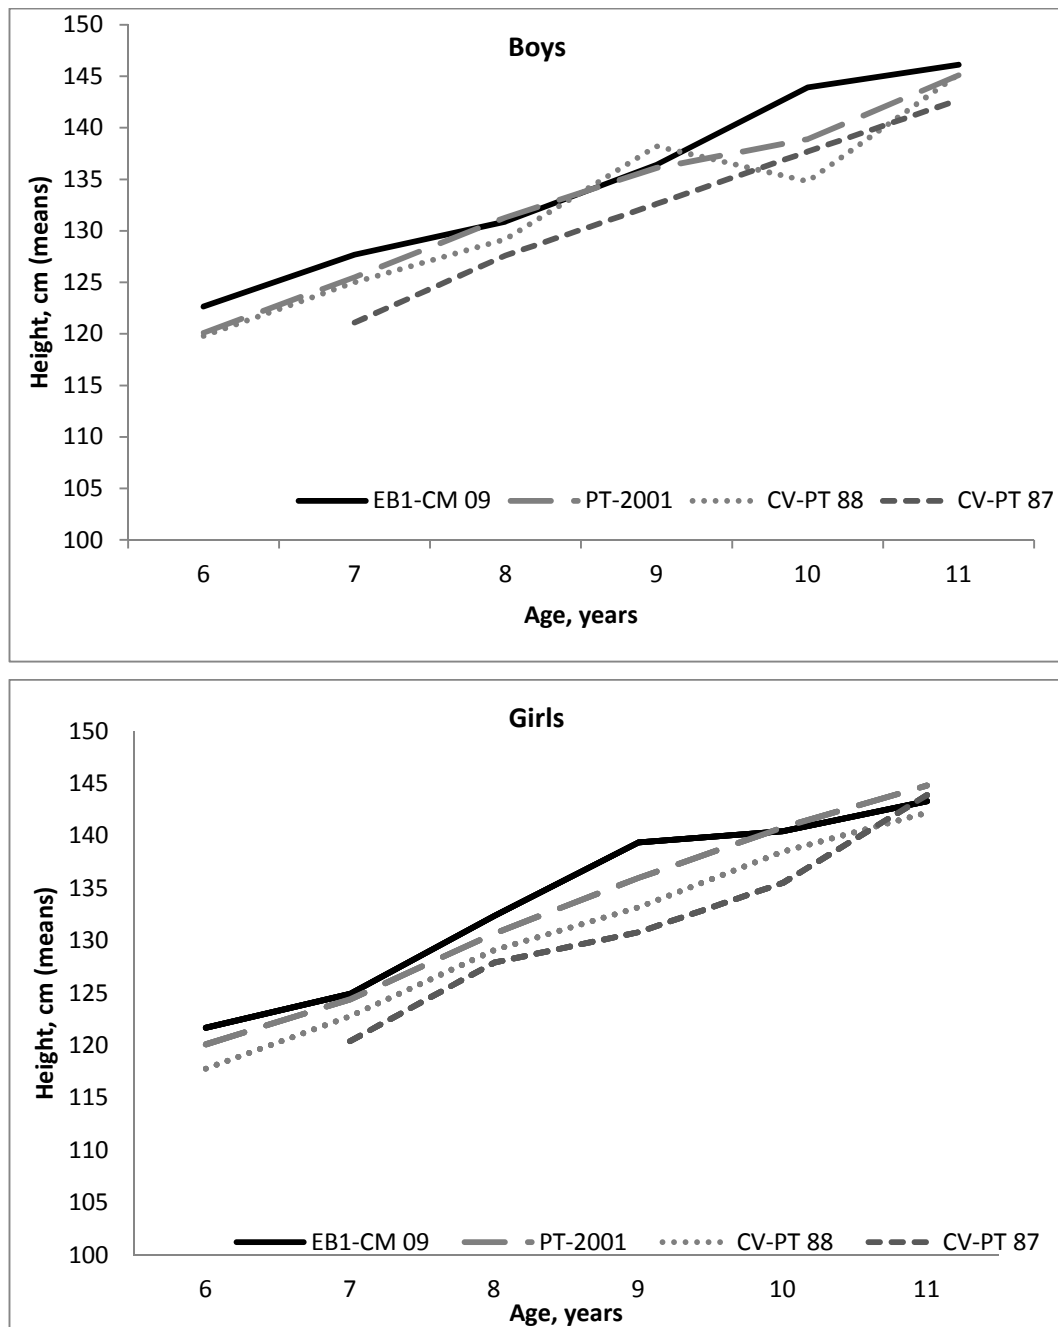 Boys
Height, cm (means)
150
145
140
135
130
125
120
115
110
105
100
EB1-CM 09 PT-2001 CV-PT 88 CV-PT 87
6 7 8 9 10 11
Age, years
Girls
Height, cm (means)
150
145
140
135
130
125
120
115
110
105
100
EB1-CM 09 PT-2001 CV-PT 88 CV-PT 87
6 7 8 9 10 11
Age, years